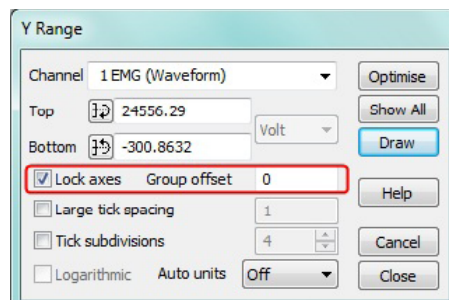 Y Range
Channel 1 EMG (Waveform) Optimise
Top 24556.29 Show All
Bottom -300.8632 Volt Draw
Lock axes Group offset 0
Help
Large tick spacing 1
Tick subdivisions 4 Cancel
Logarithmic Auto units Off Close